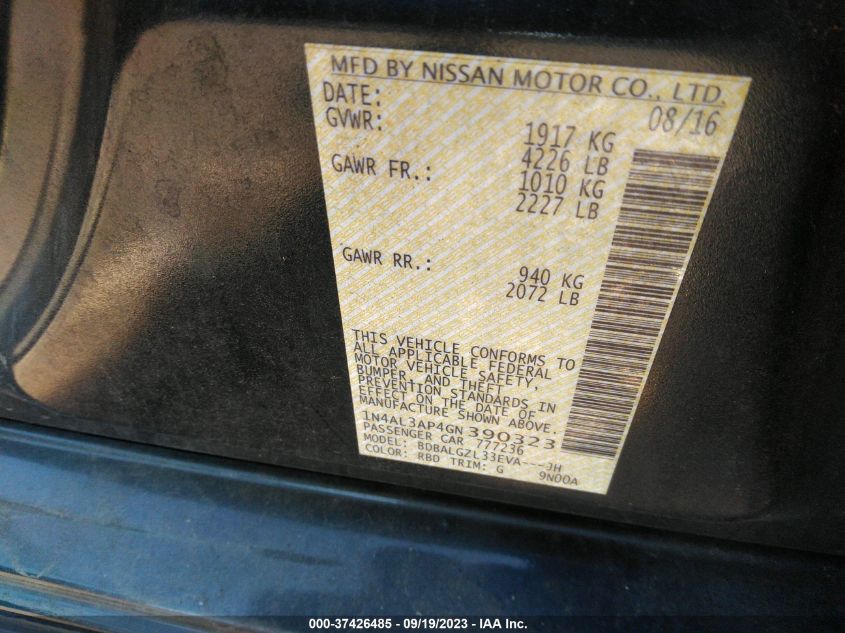 MFD BY NISSAN MOTOR CO., LTD.
DATE: 08/16
GVWR: 1917 KG
4226 LB
GAWR FR.: 1010 KG
2227 LB
GAWR RR.: 940 KG
2072 LB
THIS VEHICLE CONFORMS TO
ALL APPLICABLE FEDERAL
MOTOR VEHICLE SAFETY,
BUMPER, AND THEFT
PREVENTION STANDARDS IN
EFFECT ON THE DATE OF
MANUFACTURE SHOWN ABOVE.
1N4AL3AP4GN390323
PASSENGER CAR 777236
MODEL: BDBALGZL33EVA---JH
COLOR: RBD TRIM: G 9N00A
000-37426485 - 09/19/2023 - IAA Inc.